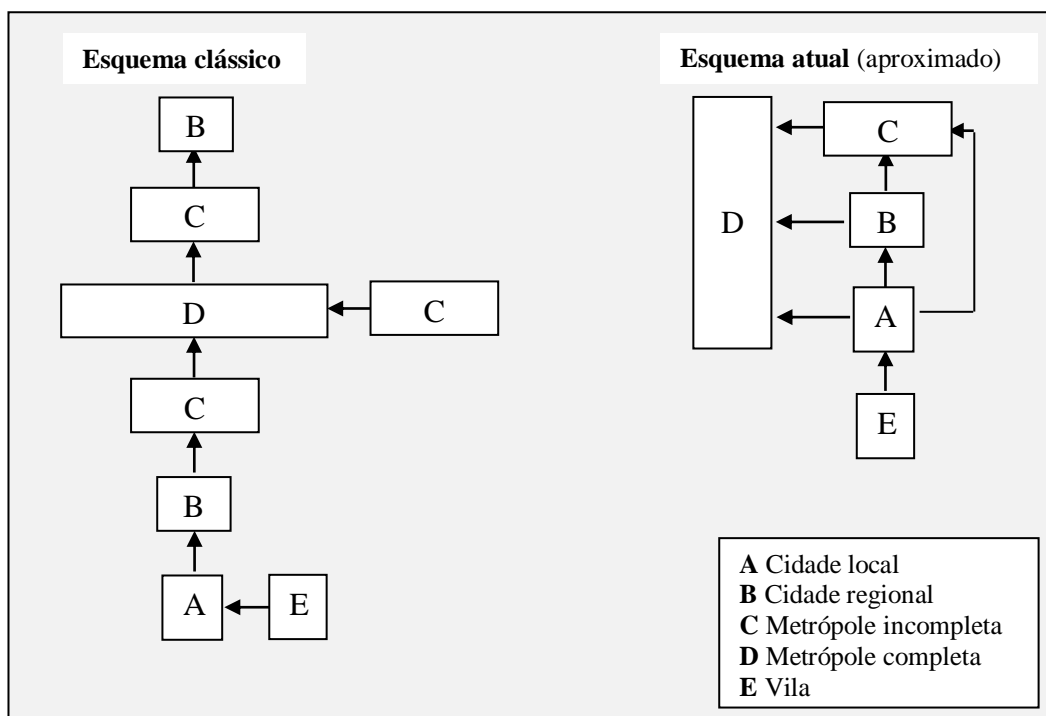 Esquema clássico
B
C
D
C
C
B
A
E
Esquema atual (aproximado)
C
D
B
A
E
A Cidade local
B Cidade regional
C Metrópole incompleta
D Metrópole completa
E Vila